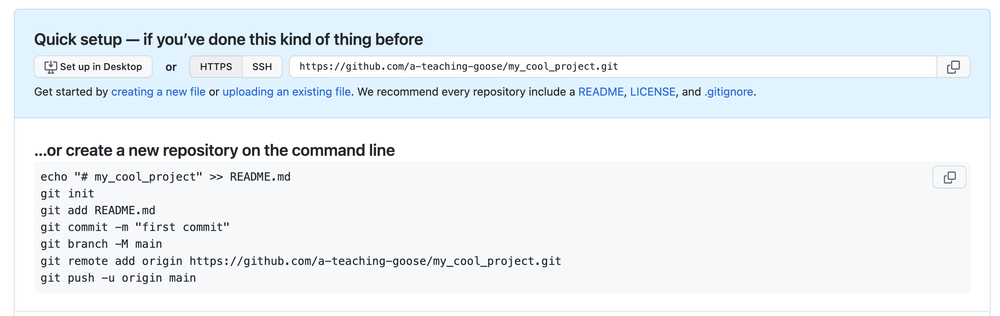 Quick setup — if you’ve done this kind of thing before
Set up in Desktop or HTTPS SSH https://github.com/a-teaching-goose/my_cool_project.git
Get started by creating a new file or uploading an existing file. We recommend every repository include a README, LICENSE, and .gitignore.
…or create a new repository on the command line
echo "# my_cool_project" >> README.md
git init
git add README.md
git commit -m "first commit"
git branch -M main
git remote add origin https://github.com/a-teaching-goose/my_cool_project.git
git push -u origin main